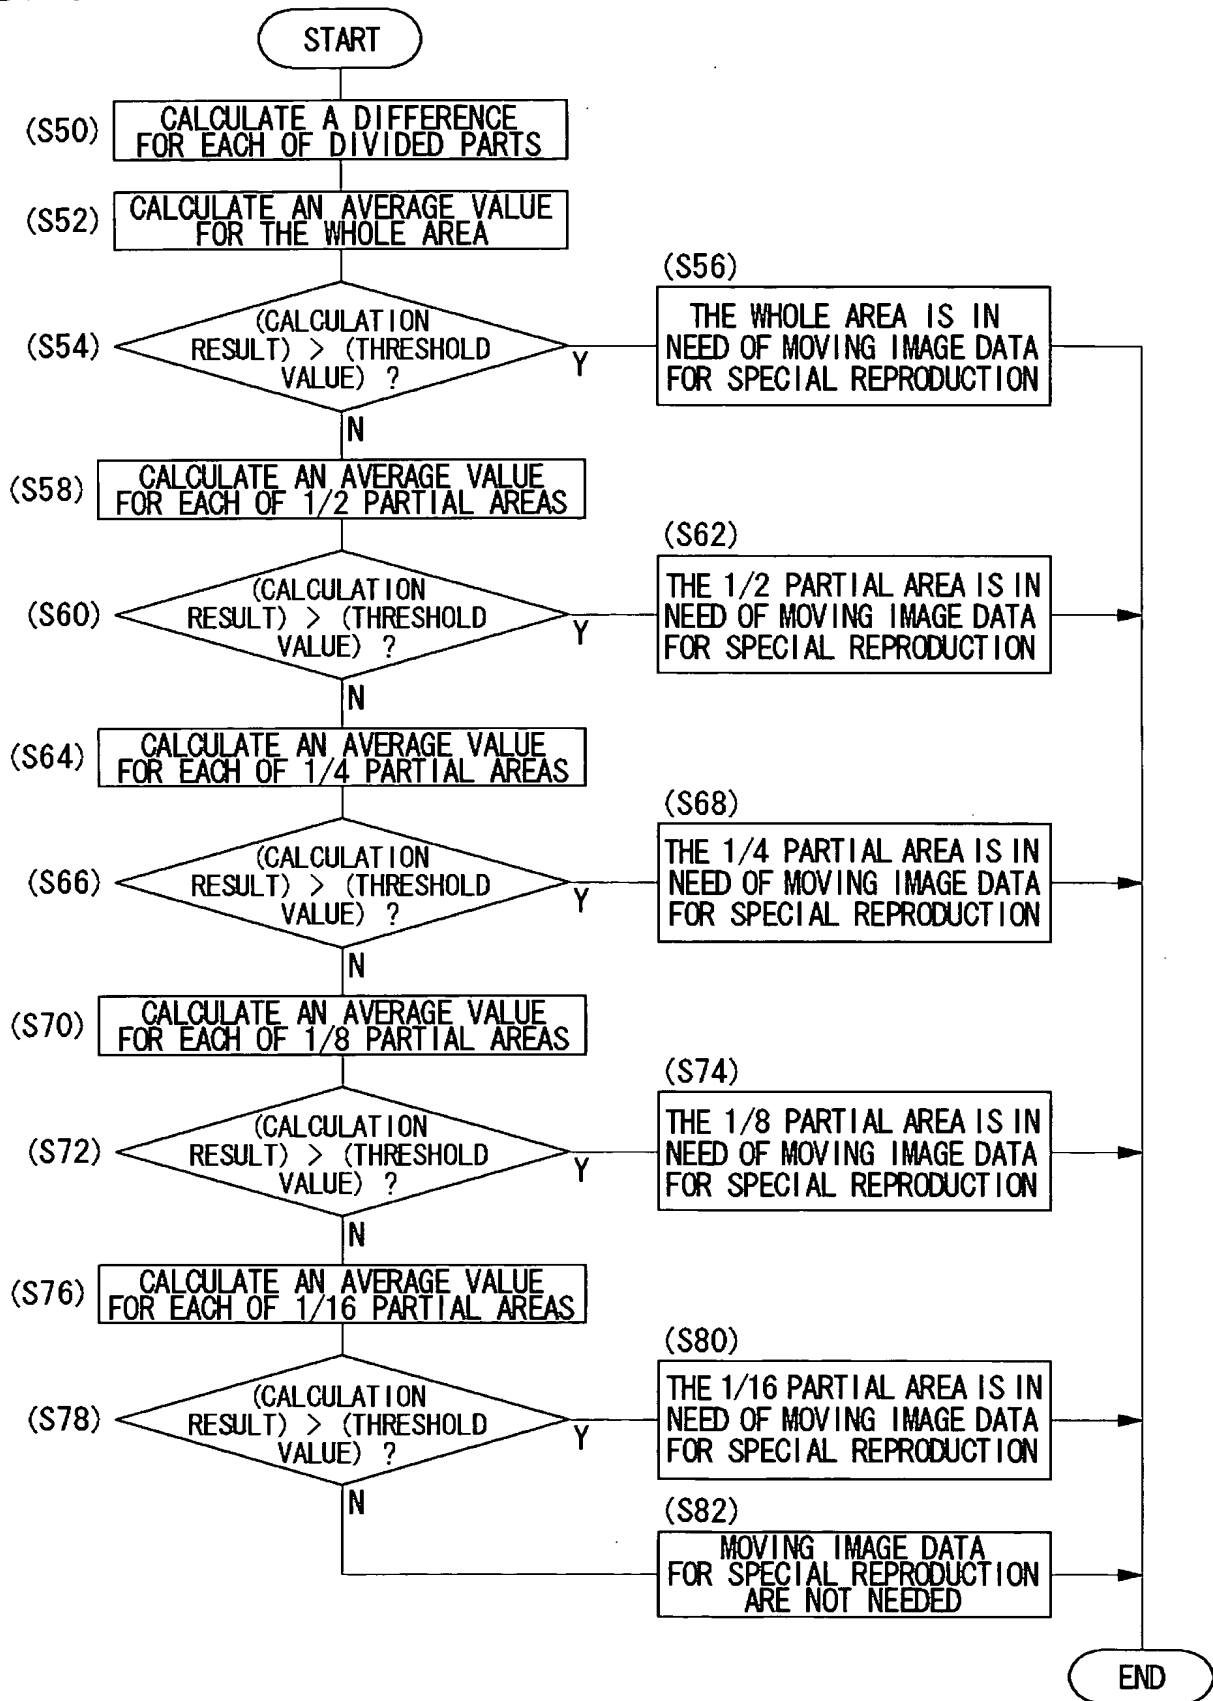 START
(S50)
CALCULATE A DIFFERENCE
FOR EACH OF DIVIDED PARTS
(S52)
CALCULATE AN AVERAGE VALUE
FOR THE WHOLE AREA
(S54)
(CALCULATION
RESULT) > (THRESHOLD
VALUE) ?
Y
N
(S56)
THE WHOLE AREA IS IN
NEED OF MOVING IMAGE DATA
FOR SPECIAL REPRODUCTION
(S58)
CALCULATE AN AVERAGE VALUE
FOR EACH OF 1/2 PARTIAL AREAS
(S60)
(CALCULATION
RESULT) > (THRESHOLD
VALUE) ?
Y
N
(S62)
THE 1/2 PARTIAL AREA IS IN
NEED OF MOVING IMAGE DATA
FOR SPECIAL REPRODUCTION
(S64)
CALCULATE AN AVERAGE VALUE
FOR EACH OF 1/4 PARTIAL AREAS
(S66)
(CALCULATION
RESULT) > (THRESHOLD
VALUE) ?
Y
N
(S68)
THE 1/4 PARTIAL AREA IS IN
NEED OF MOVING IMAGE DATA
FOR SPECIAL REPRODUCTION
(S70)
CALCULATE AN AVERAGE VALUE
FOR EACH OF 1/8 PARTIAL AREAS
(S72)
(CALCULATION
RESULT) > (THRESHOLD
VALUE) ?
Y
N
(S74)
THE 1/8 PARTIAL AREA IS IN
NEED OF MOVING IMAGE DATA
FOR SPECIAL REPRODUCTION
(S76)
CALCULATE AN AVERAGE VALUE
FOR EACH OF 1/16 PARTIAL AREAS
(S78)
(CALCULATION
RESULT) > (THRESHOLD
VALUE) ?
Y
N
(S80)
THE 1/16 PARTIAL AREA IS IN
NEED OF MOVING IMAGE DATA
FOR SPECIAL REPRODUCTION
(S82)
MOVING IMAGE DATA
FOR SPECIAL REPRODUCTION
ARE NOT NEEDED
END